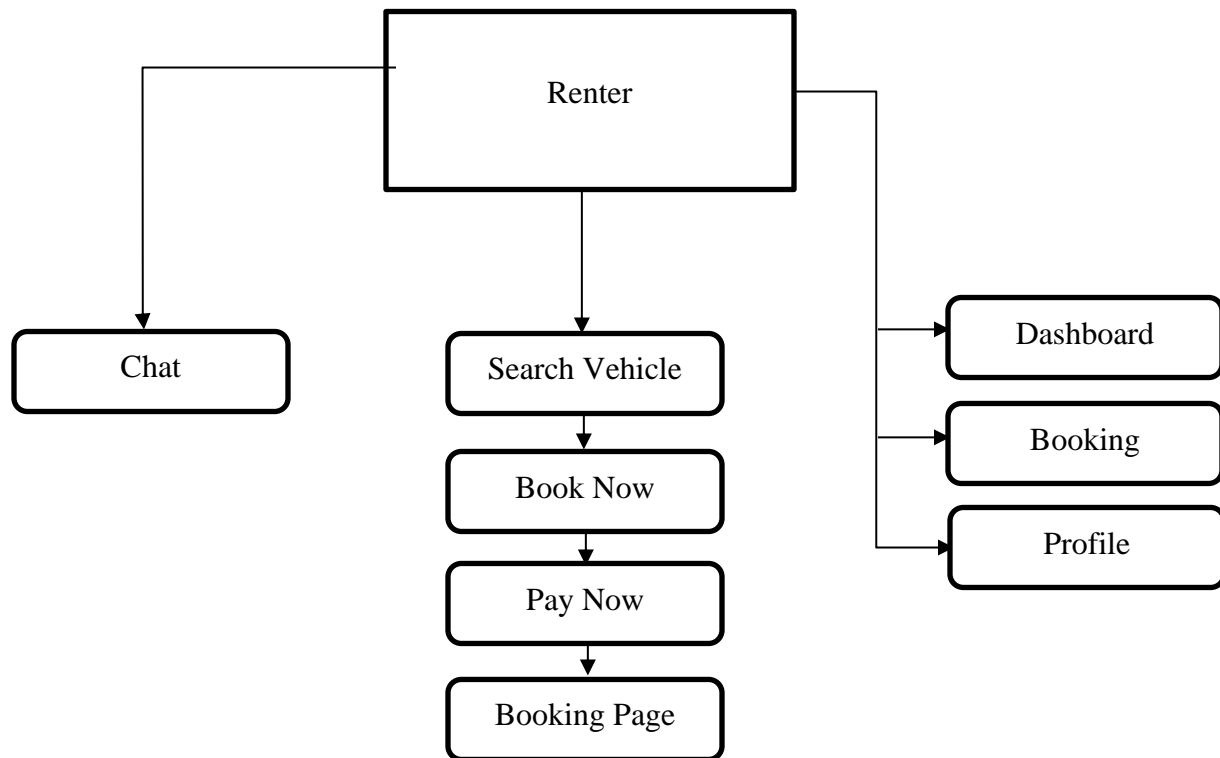 Renter
Chat
Search Vehicle
Book Now
Pay Now
Booking Page
Dashboard
Booking
Profile